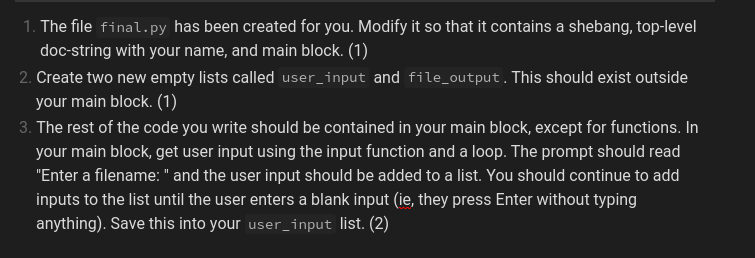 1. The file final.py has been created for you. Modify it so that it contains a shebang, top-level
doc-string with your name, and main block. (1)
2. Create two new empty lists called user_input and file_output. This should exist outside
your main block. (1)
3. The rest of the code you write should be contained in your main block, except for functions. In
your main block, get user input using the input function and a loop. The prompt should read
"Enter a filename: " and the user input should be added to a list. You should continue to add
inputs to the list until the user enters a blank input (ie, they press Enter without typing
anything). Save this into your user_input list. (2)